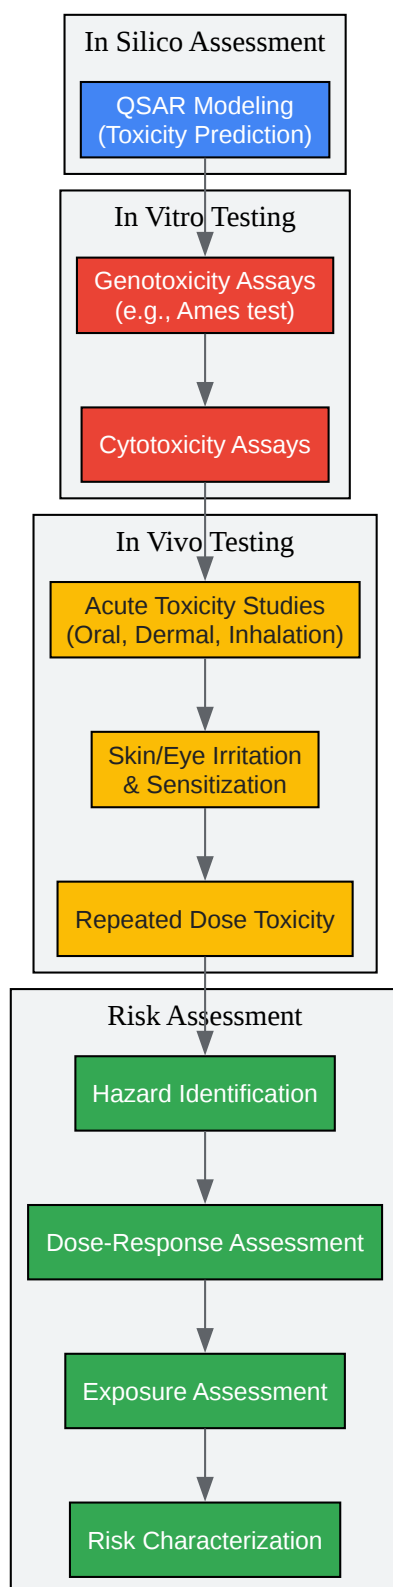 In Silico Assessment
QSAR Modeling
(Toxicity Prediction)
In Vitro Testing
Genotoxicity Assays
(e.g., Ames test)
Cytotoxicity Assays
In Vivo Testing
Acute Toxicity Studies
(Oral, Dermal, Inhalation)
Skin/Eye Irritation
& Sensitization
Repeated Dose Toxicity
Risk Assessment
Hazard Identification
Dose-Response Assessment
Exposure Assessment
Risk Characterization